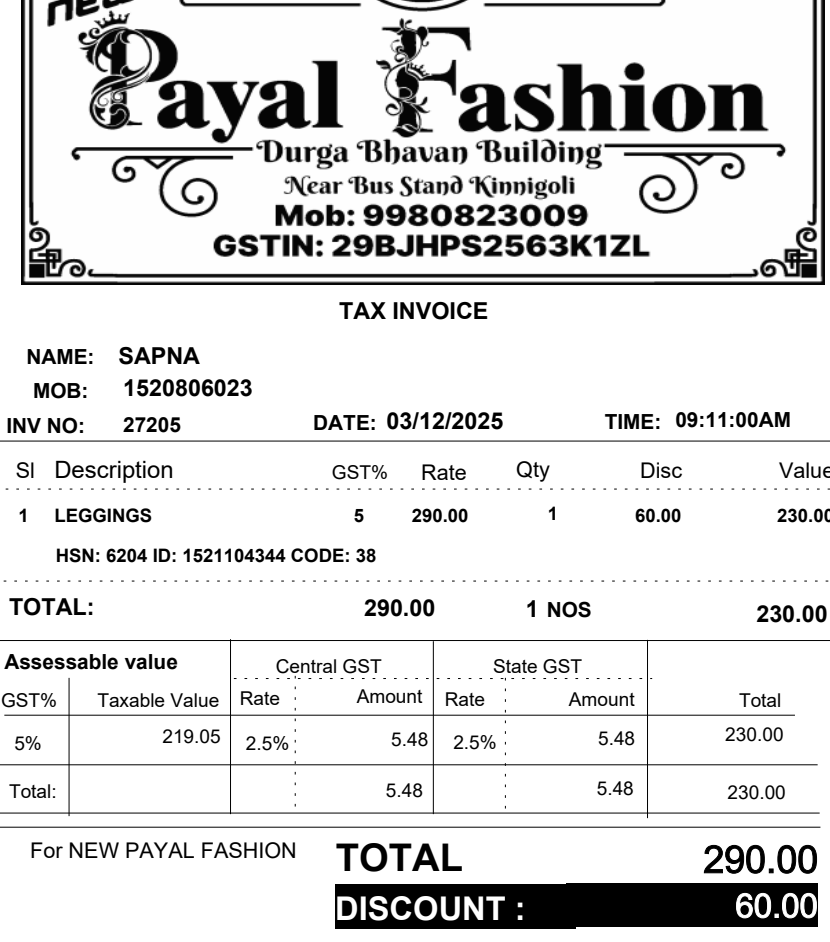 new
Payal Fashion
Durga Bhavan Building
Near Bus Stand Kinnigoli
Mob: 9980823009
GSTIN: 29BJHPS2563K1ZL
TAX INVOICE
NAME: SAPNA
MOB: 1520806023
INV NO: 27205 DATE: 03/12/2025 TIME: 09:11:00AM
Sl Description GST% Rate Qty Disc Value
1 LEGGINGS 5 290.00 1 60.00 230.00
HSN: 6204 ID: 1521104344 CODE: 38
TOTAL: 290.00 1 NOS 230.00
Assessable value Central GST State GST
GST% Taxable Value Rate Amount Rate Amount Total
5% 219.05 2.5% 5.48 2.5% 5.48 230.00
Total: 5.48 5.48 230.00
For NEW PAYAL FASHION TOTAL 290.00
DISCOUNT : 60.00